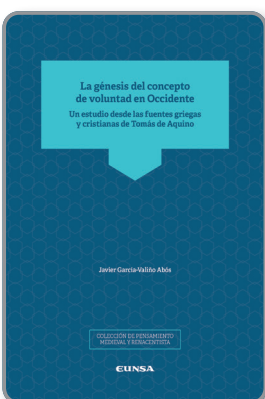 La génesis del concepto
de voluntad en Occidente
Un estudio desde las fuentes griegas
y cristianas de Tomás de Aquino
Javier García-Valiño Abós
COLECCIÓN DE PENSAMIENTO
MEDIEVAL Y RENACENTISTA
EUNSA